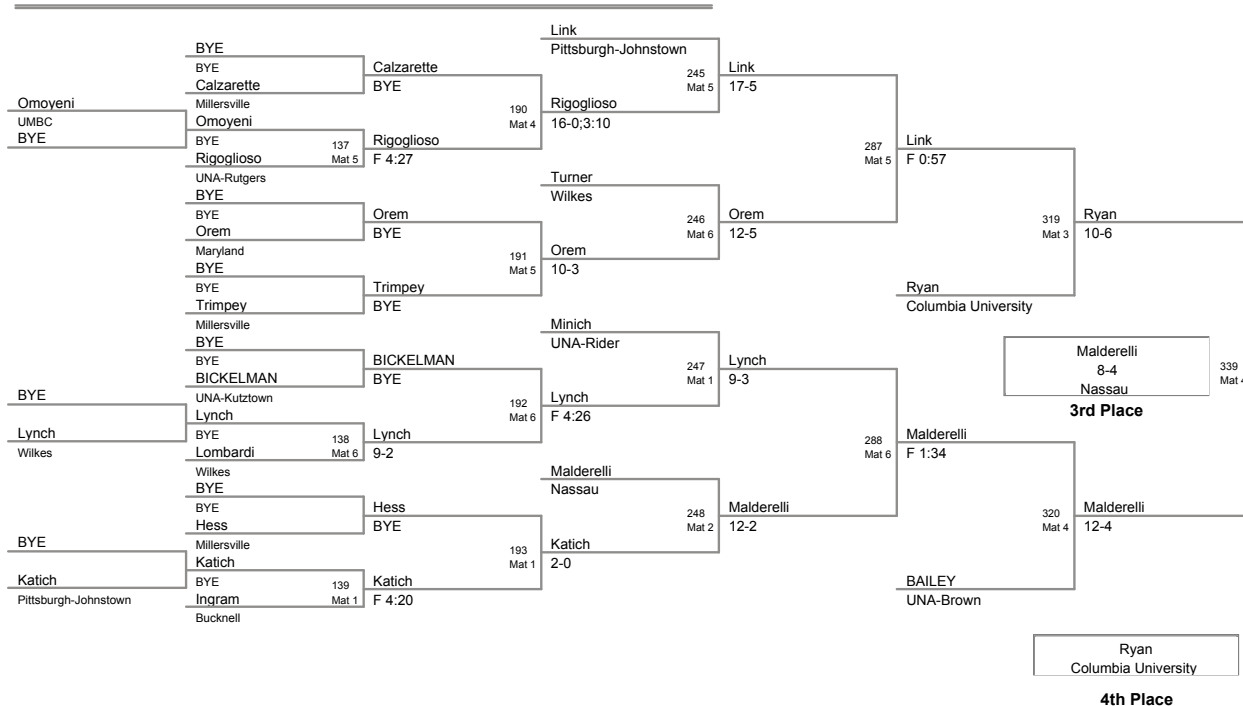 Omoyeni
UMBC
BYE
BYE
Lynch
Wilkes
BYE
Katich
Pittsburgh-Johnstown
BYE
BYE
Calzarette
Millersville
Omoyeni
BYE
137
Rigoglioso
Mat 5
UNA-Rutgers
BYE
BYE
Orem
Maryland
BYE
BYE
Trimpey
Millersville
BYE
BYE
BICKELMAN
UNA-Kutztown
Lynch
BYE
138
Lombardi
Mat 6
Wilkes
BYE
BYE
Hess
Millersville
Katich
BYE
139
Ingram
Mat 1
Bucknell
Calzarette
BYE
190
Mat 4
Rigoglioso
F 4:27
Orem
BYE
191
Mat 5
Trimpey
BYE
BICKELMAN
BYE
192
Mat 6
Lynch
9-2
Hess
BYE
193
Mat 1
Katich
F 4:20
Link
Pittsburgh-Johnstown
245
Mat 5
Rigoglioso
16-0;3:10
Turner
Wilkes
246
Mat 6
Orem
10-3
Minich
UNA-Rider
247
Mat 1
Lynch
F 4:26
Malderelli
Nassau
248
Mat 2
Katich
2-0
Link
17-5
287
Mat 5
Orem
12-5
Lynch
9-3
288
Mat 6
Malderelli
12-2
Link
F 0:57
319
Mat 3
Ryan
Columbia University
Malderelli
F 1:34
320
Mat 4
BAILEY
UNA-Brown
Ryan
10-6
Malderelli
8-4
Nassau
3rd Place
339
Mat 4
Malderelli
12-4
Ryan
Columbia University
4th Place